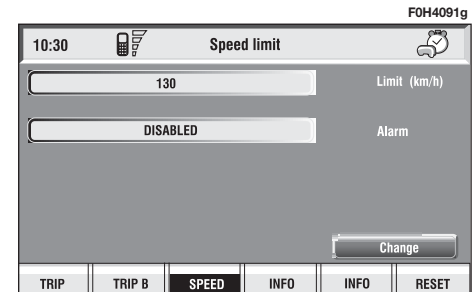 F0H4091g
10:30 Speed limit
130 Limit (km/h)
DISABLED Alarm
Change
TRIP TRIP B SPEED INFO INFO RESET